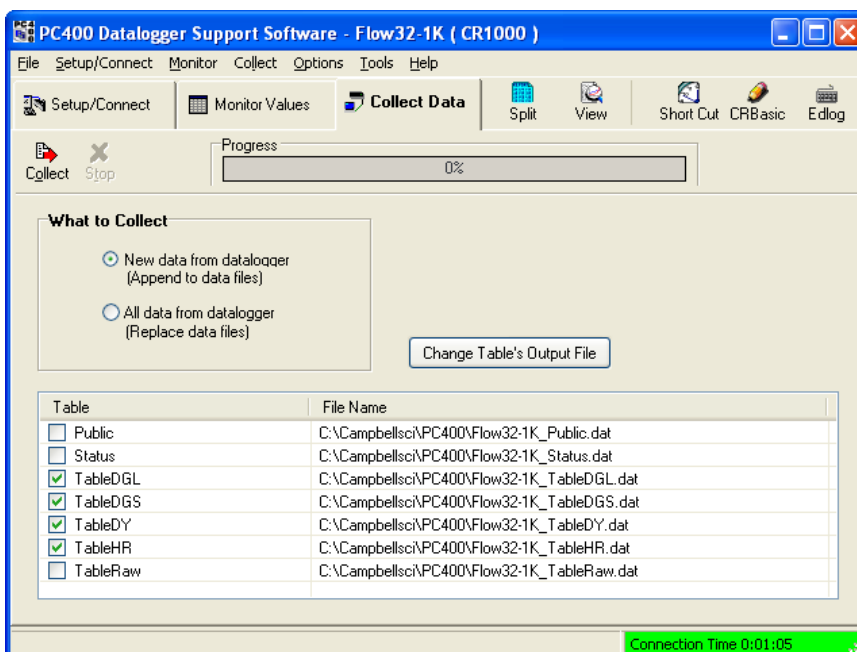 PC400 Datalogger Support Software - Flow32-1K ( CR1000 )
File Setup/Connect Monitor Collect Options Tools Help
Setup/Connect Monitor Values Collect Data Split View Short Cut CRBasic Edlog
Collect Stop
Progress
0%
What to Collect
New data from datalogger
(Append to data files)
All data from datalogger
(Replace data files)
Change Table's Output File
Table File Name
Public C:\Campbellsci\PC400\Flow32-1K_Public.dat
Status C:\Campbellsci\PC400\Flow32-1K_Status.dat
TableDGL C:\Campbellsci\PC400\Flow32-1K_TableDGL.dat
TableDGS C:\Campbellsci\PC400\Flow32-1K_TableDGS.dat
TableDY C:\Campbellsci\PC400\Flow32-1K_TableDY.dat
TableHR C:\Campbellsci\PC400\Flow32-1K_TableHR.dat
TableRaw C:\Campbellsci\PC400\Flow32-1K_TableRaw.dat
Connection Time 0:01:05